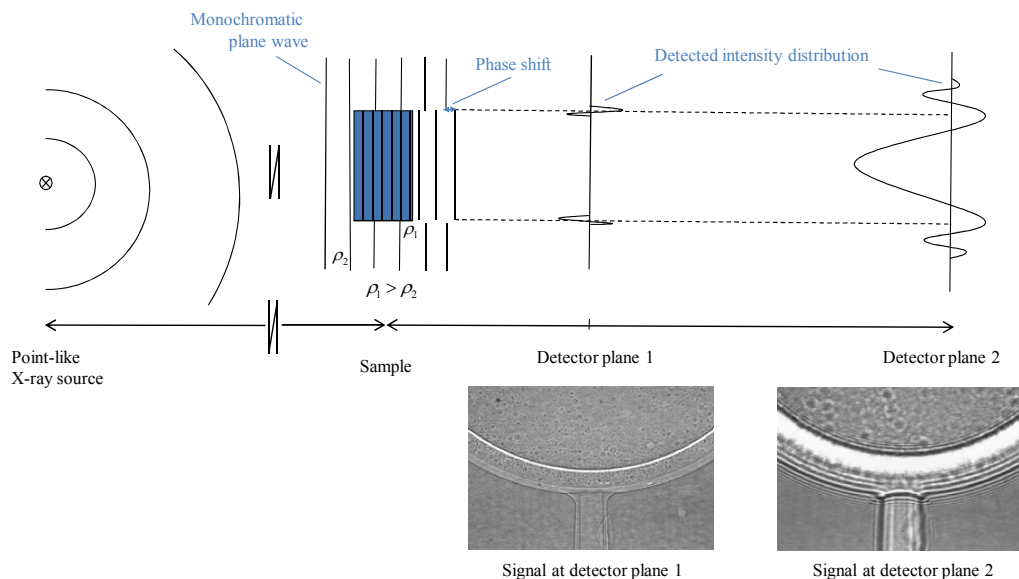 Monochromatic
plane wave
Phase shift
Detected intensity distribution
ρ₁
ρ₂
ρ₁ > ρ₂
Point-like
X-ray source
Sample
Detector plane 1
Detector plane 2
Signal at detector plane 1
Signal at detector plane 2